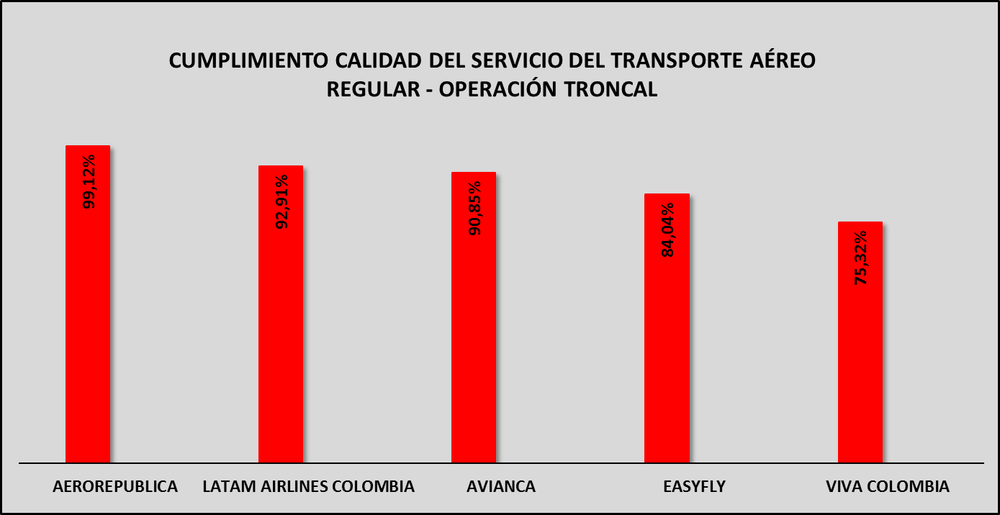 CUMPLIMIENTO CALIDAD DEL SERVICIO DEL TRANSPORTE AÉREO
REGULAR - OPERACIÓN TRONCAL
99,12%
92,91%
90,85%
84,04%
75,32%
AEROREPUBLICA
LATAM AIRLINES COLOMBIA
AVIANCA
EASYFLY
VIVA COLOMBIA